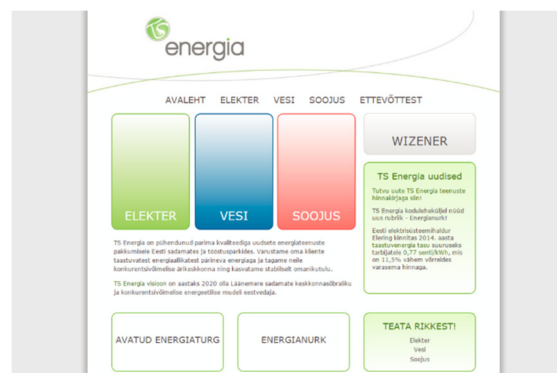 TS
energia
AVALEHT ELEKTER VESI SOOJUS ETTEVÕTTEST
ELEKTER
VESI
SOOJUS
TS Energia on pühendunud parima kvaliteediga uudsete energiateenuste
pakkumisele Eesti sadamates ja tööstusparkides. Varustame oma kliente
taastuvatest energiaallikatest pärineva energiaga ja tagame neile
konkurentsivõimelise ärikeskkonna ning kasvatame stabiilselt omanikutulu.
TS Energia visioon on aastaks 2020 olla Läänemere sadamate keskkonnasõbraliku
ja konkurentsivõimelise energeetilise mudeli eestvedaja.
WIZENER
TS Energia uudised
Tutvu uute TS Energia teenuste
hinnakirjaga siin!
TS Energia koduleheküljel nüüd
uus rubriik - Energianurk!
Eesti elektrisüsteemihaldur
Elering kinnitas 2014. aasta
taastuvenergia tasu suuruseks
tarbijatele 0,77 senti/kWh, mis
on 11,5% vähem võrreldes
varasema hinnaga.
AVATUD ENERGIATURG
ENERGIANURK
TEATA RIKKEST!
Elekter
Vesi
Soojus